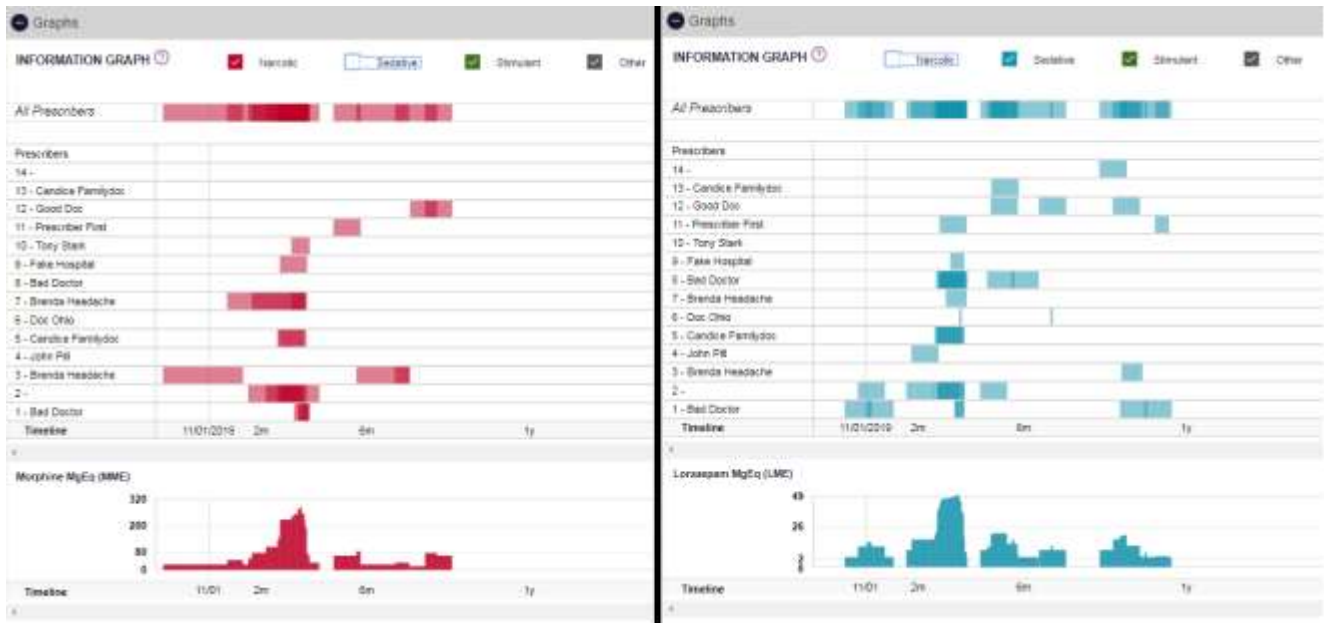 Graphs
INFORMATION GRAPH ?
Narcotic
Sedative
Stimulant
Other
All Prescribers
Prescribers
14 -
13 - Candice Familydoc
12 - Good Doc
11 - Prescriber First
10 - Tony Stark
9 - Fake Hospital
8 - Bad Doctor
7 - Brenda Headache
6 - Doc Ohio
5 - Candice Familydoc
4 - John Pill
3 - Brenda Headache
2 -
1 - Bad Doctor
Timeline 11/01/2019 2m 6m 1y
Morphine MgEq (MME)
320
200
80
0
Timeline 11/01 2m 6m 1y
Graphs
INFORMATION GRAPH ?
Narcotic
Sedative
Stimulant
Other
All Prescribers
Prescribers
14 -
13 - Candice Familydoc
12 - Good Doc
11 - Prescriber First
10 - Tony Stark
9 - Fake Hospital
8 - Bad Doctor
7 - Brenda Headache
6 - Doc Ohio
5 - Candice Familydoc
4 - John Pill
3 - Brenda Headache
2 -
1 - Bad Doctor
Timeline 11/01/2019 2m 6m 1y
Lorazepam MgEq (LME)
49
26
0
Timeline 11/01 2m 6m 1y